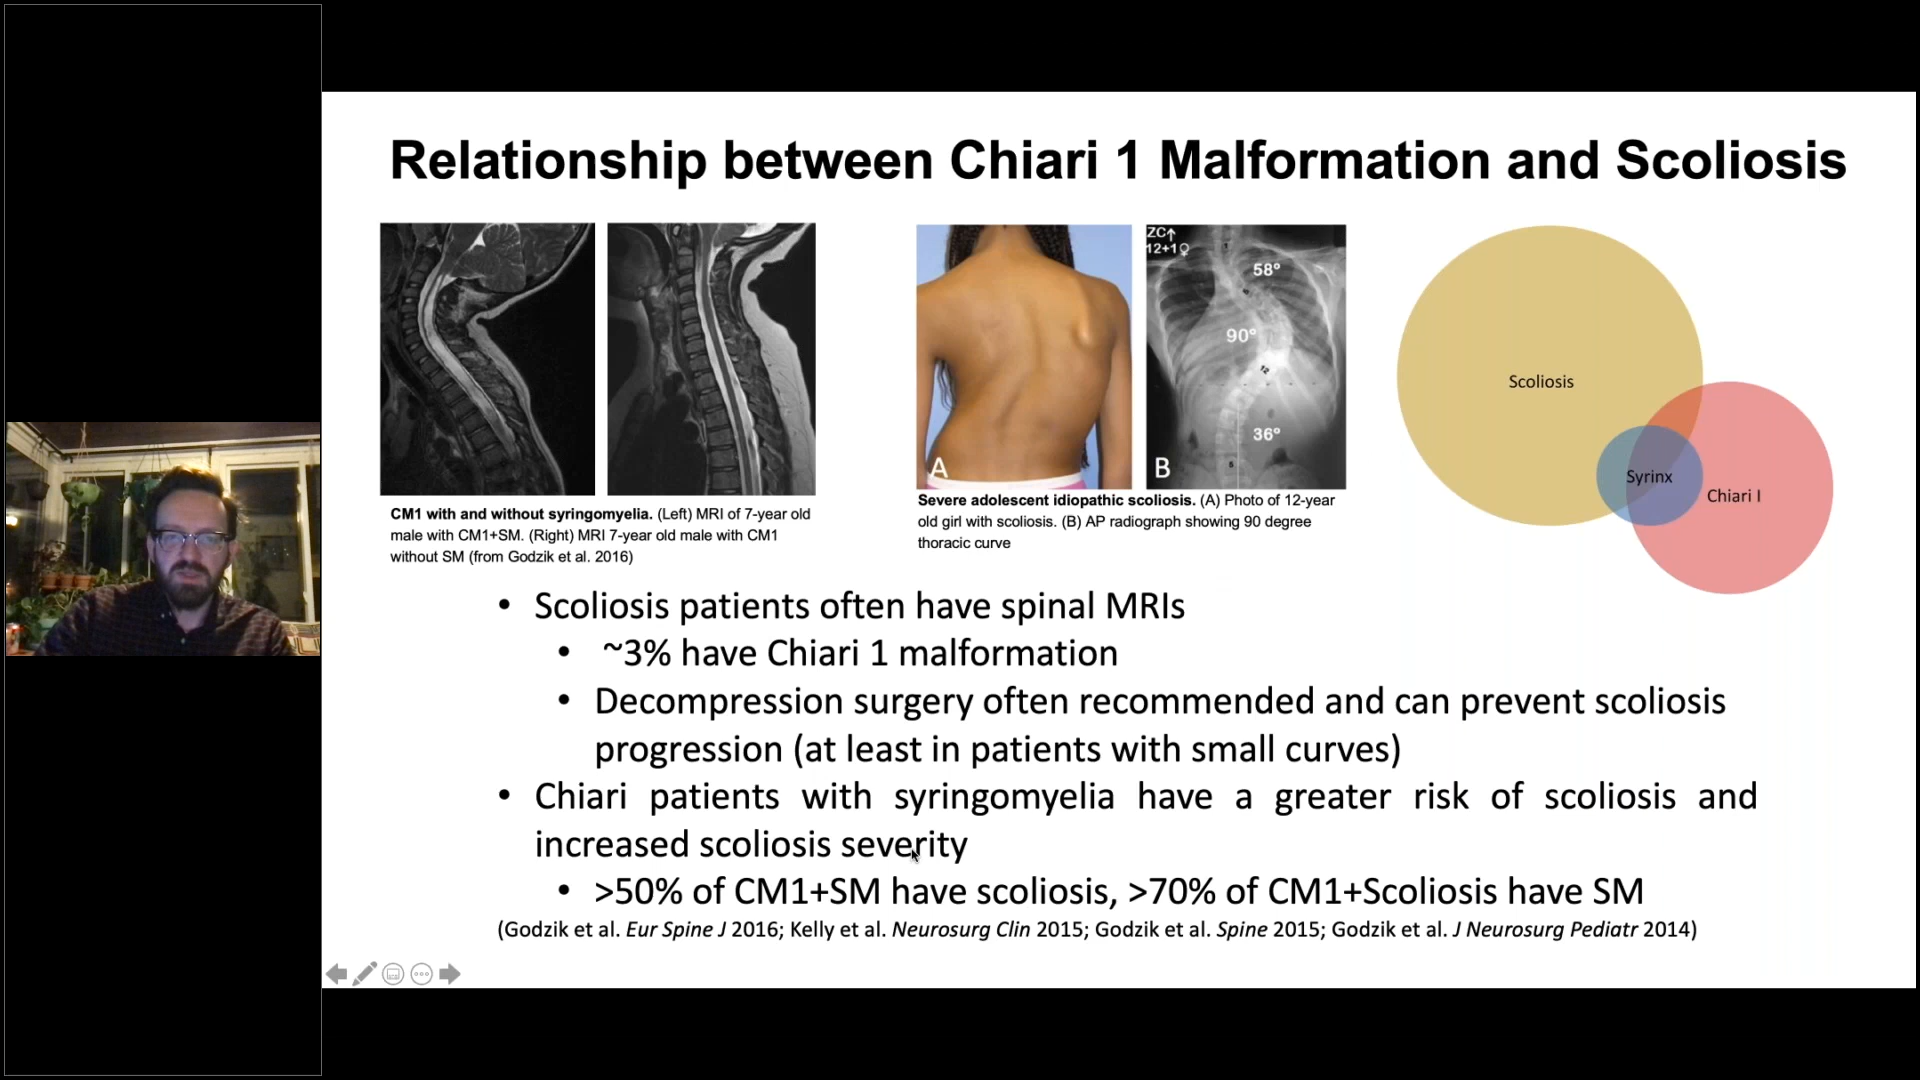 Relationship between Chiari 1 Malformation and Scoliosis
CM1 with and without syringomyelia. (Left) MRI of 7-year old
male with CM1+SM. (Right) MRI 7-year old male with CM1
without SM (from Godzik et al. 2016)
A
ZC↑
12+1♀
1
58°
90°
12
36°
5
B
Severe adolescent idiopathic scoliosis. (A) Photo of 12-year
old girl with scoliosis. (B) AP radiograph showing 90 degree
thoracic curve
Scoliosis
Syrinx
Chiari I
• Scoliosis patients often have spinal MRIs
• ~3% have Chiari 1 malformation
• Decompression surgery often recommended and can prevent scoliosis
progression (at least in patients with small curves)
• Chiari patients with syringomyelia have a greater risk of scoliosis and
increased scoliosis severity
• >50% of CM1+SM have scoliosis, >70% of CM1+Scoliosis have SM
(Godzik et al. Eur Spine J 2016; Kelly et al. Neurosurg Clin 2015; Godzik et al. Spine 2015; Godzik et al. J Neurosurg Pediatr 2014)